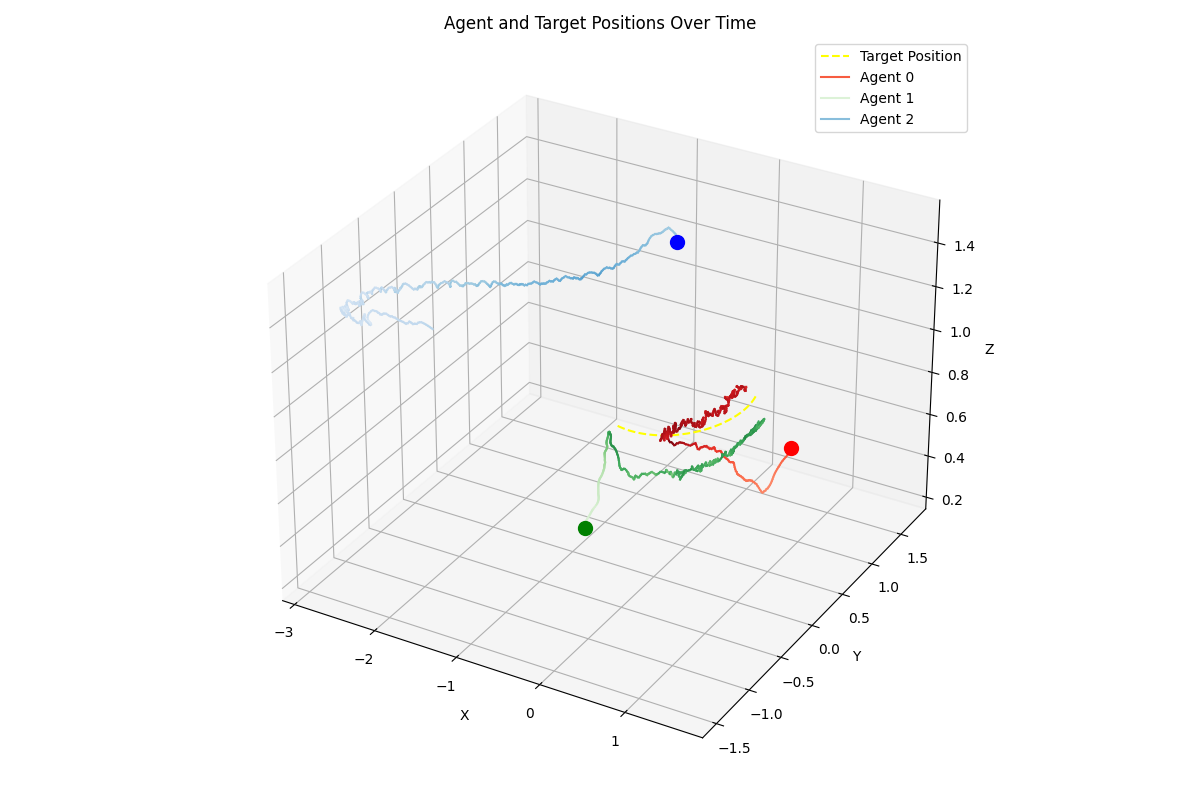 Agent and Target Positions Over Time
Target Position
Agent 0
Agent 1
Agent 2
1.4
1.2
1.0
0.8
0.6
0.4
0.2
Z
1.5
1.0
0.5
0.0
−0.5
−1.0
−1.5
Y
−3
−2
−1
0
1
X